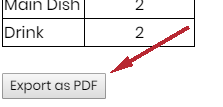 Main Dish 2
Drink 2
Export as PDF